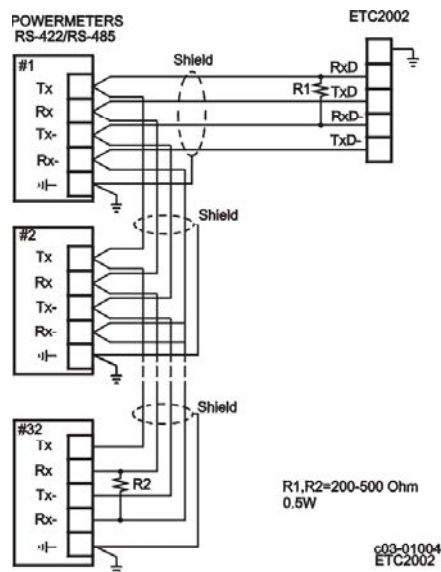 POWERMETERS
RS-422/RS-485
ETC2002
#1
Tx
Rx
Tx-
Rx-
Shield
RxD
R1
TxD
RxD-
TxD-
#2
Tx
Rx
Tx-
Rx-
Shield
#32
Tx
Rx
Tx-
Rx-
Shield
R2
R1,R2=200-500 Ohm
0.5W
c03-01004
ETC2002